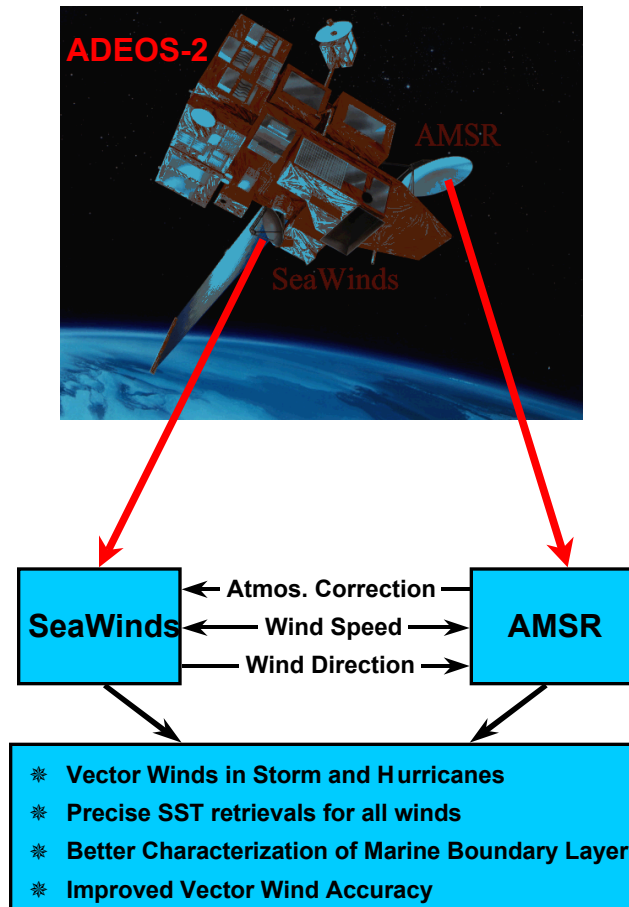 ADEOS-2
AMSR
SeaWinds
Atmos. Correction
SeaWinds
Wind Speed
AMSR
Wind Direction
✵ Vector Winds in Storm and Hurricanes
✵ Precise SST retrievals for all winds
✵ Better Characterization of Marine Boundary Layer
✵ Improved Vector Wind Accuracy